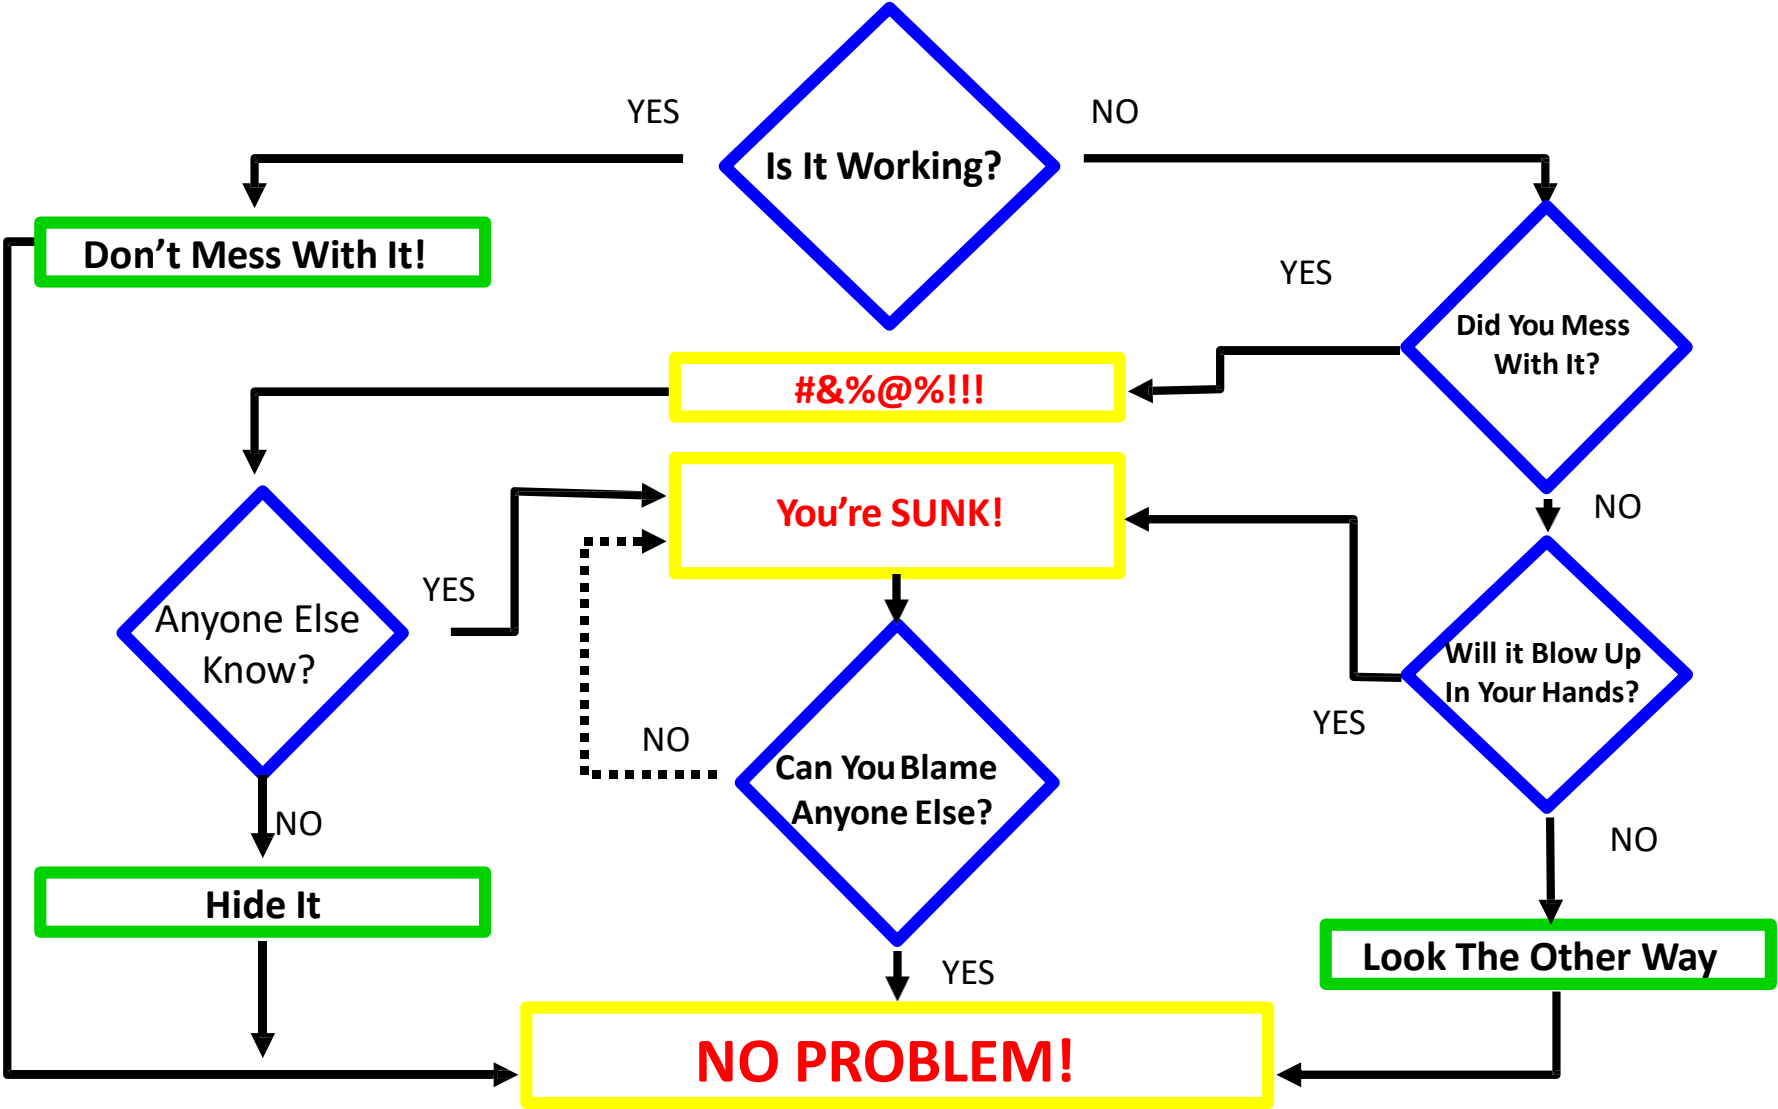 YES
NO
Is It Working?
Don’t Mess With It!
YES
Did You Mess
With It?
#&%@%!!!
You’re SUNK!
NO
YES
Anyone Else
Know?
Will it Blow Up
In Your Hands?
YES
NO
Can You Blame
Anyone Else?
NO
NO
Hide It
Look The Other Way
YES
NO PROBLEM!